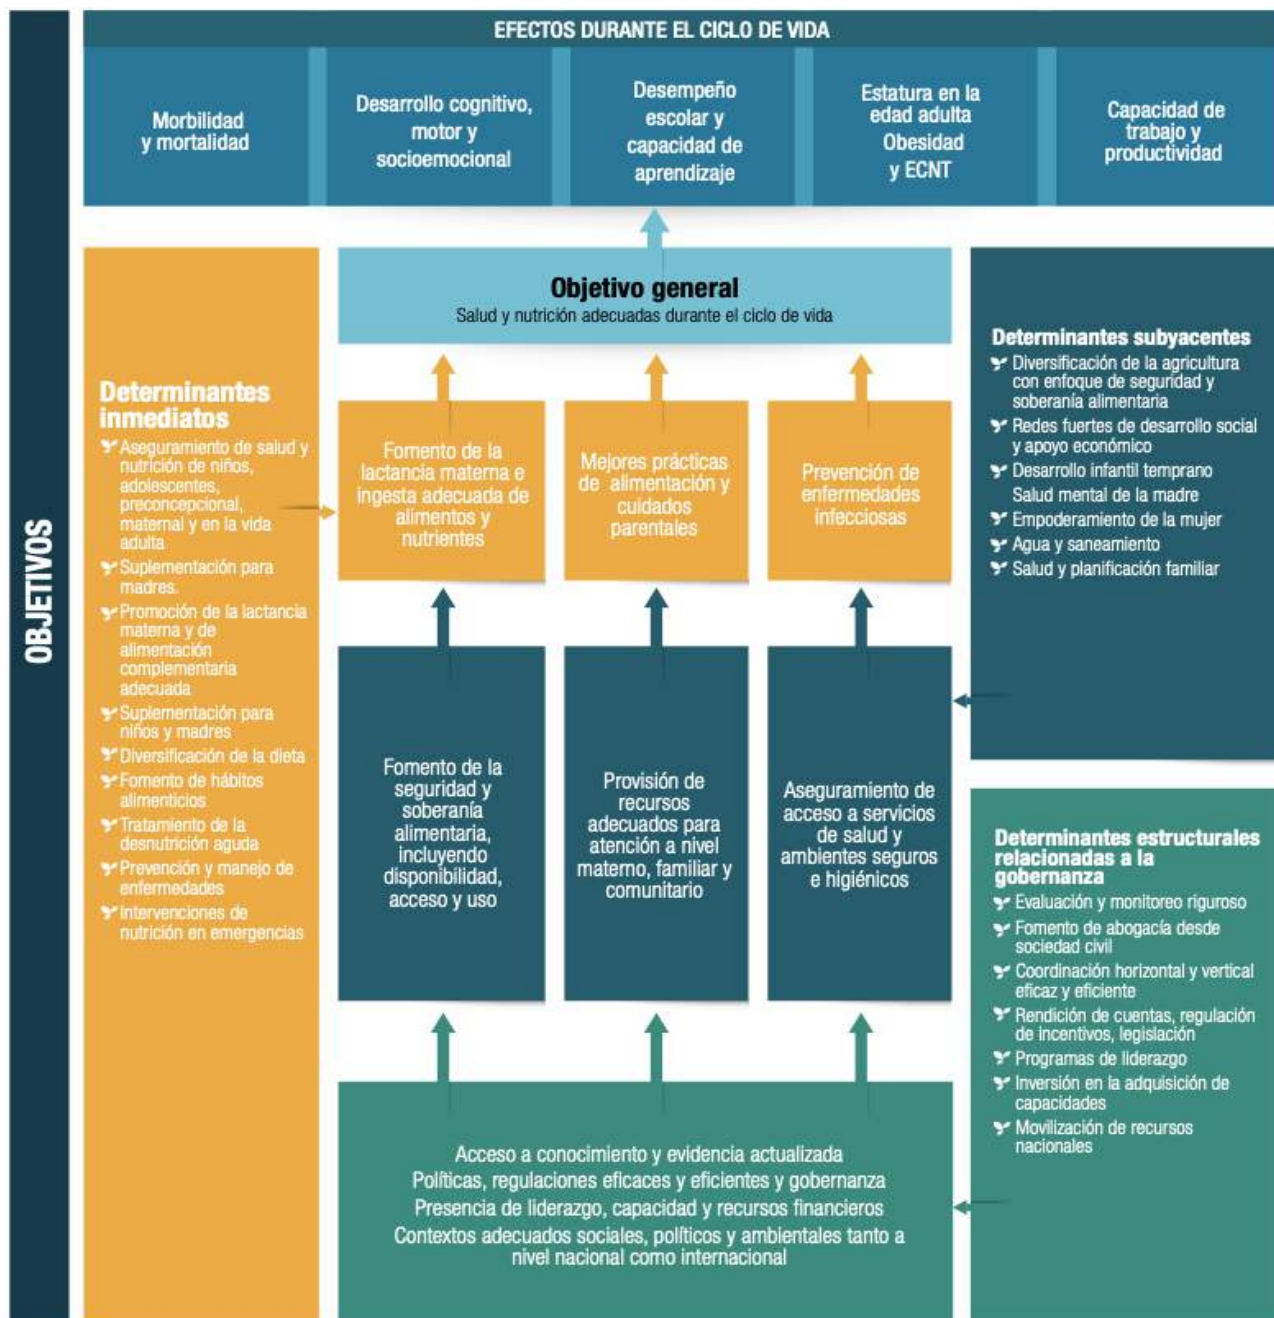 EFECTOS DURANTE EL CICLO DE VIDA
Morbilidad
y mortalidad
Desarrollo cognitivo,
motor y
socioemocional
Desempeño
escolar y
capacidad de
aprendizaje
Estatura en la
edad adulta
Obesidad
y ECNT
Capacidad de
trabajo y
productividad
OBJETIVOS
Objetivo general
Salud y nutrición adecuadas durante el ciclo de vida
Determinantes
inmediatos
Aseguramiento de salud y
nutrición de niños,
adolescentes,
preconcepcional,
maternal y en la vida
adulta
Suplementación para
madres.
Promoción de la lactancia
materna y de
alimentación
complementaria
adecuada
Suplementación para
niños y madres
Diversificación de la dieta
Fomento de hábitos
alimenticios
Tratamiento de la
desnutrición aguda
Prevención y manejo de
enfermedades
Intervenciones de
nutrición en emergencias
Fomento de la
lactancia materna e
ingesta adecuada de
alimentos y
nutrientes
Mejores prácticas
de alimentación y
cuidados
parentales
Prevención de
enfermedades
infecciosas
Determinantes subyacentes
Diversificación de la agricultura
con enfoque de seguridad y
soberanía alimentaria
Redes fuertes de desarrollo social
y apoyo económico
Desarrollo infantil temprano
Salud mental de la madre
Empoderamiento de la mujer
Agua y saneamiento
Salud y planificación familiar
Fomento de la
seguridad y
soberanía
alimentaria,
incluyendo
disponibilidad,
acceso y uso
Provisión de
recursos
adecuados para
atención a nivel
materno, familiar y
comunitario
Aseguramiento de
acceso a servicios
de salud y
ambientes seguros
e higiénicos
Determinantes estructurales
relacionadas a la
gobernanza
Evaluación y monitoreo riguroso
Fomento de abogacía desde
sociedad civil
Coordinación horizontal y vertical
eficaz y eficiente
Rendición de cuentas, regulación
de incentivos, legislación
Programas de liderazgo
Inversión en la adquisición de
capacidades
Movilización de recursos
nacionales
Acceso a conocimiento y evidencia actualizada
Políticas, regulaciones eficaces y eficientes y gobernanza
Presencia de liderazgo, capacidad y recursos financieros
Contextos adecuados sociales, políticos y ambientales tanto a
nivel nacional como internacional